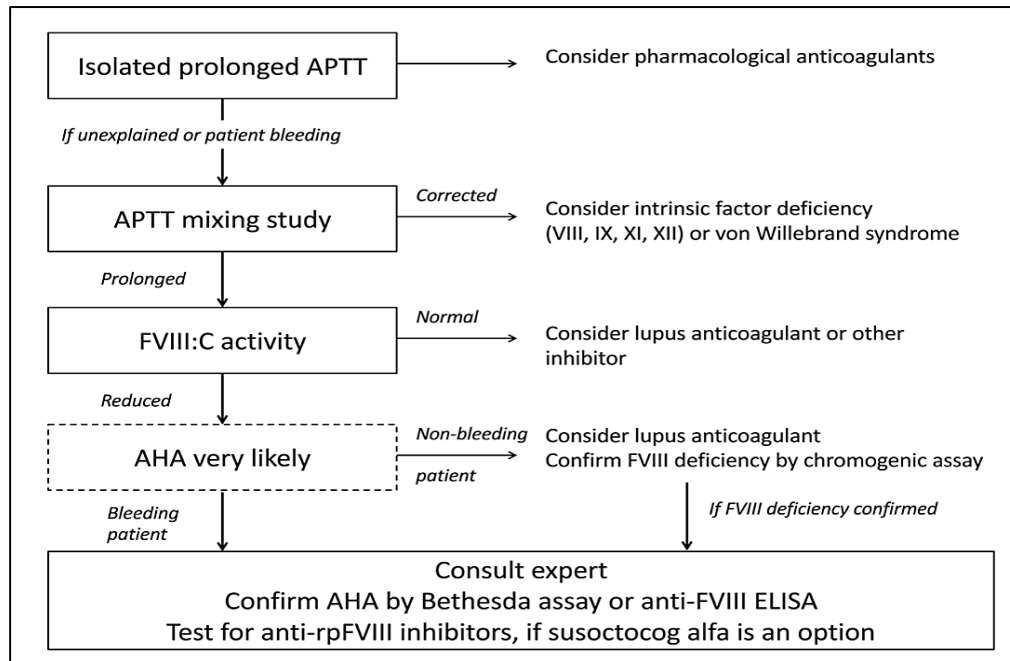 Isolated prolonged APTT
Consider pharmacological anticoagulants
If unexplained or patient bleeding
APTT mixing study
Corrected
Consider intrinsic factor deficiency
(VIII, IX, XI, XII) or von Willebrand syndrome
Prolonged
FVIII:C activity
Normal
Consider lupus anticoagulant or other
inhibitor
Reduced
AHA very likely
Non-bleeding
patient
Consider lupus anticoagulant
Confirm FVIII deficiency by chromogenic assay
Bleeding
patient
If FVIII deficiency confirmed
Consult expert
Confirm AHA by Bethesda assay or anti-FVIII ELISA
Test for anti-rpFVIII inhibitors, if susoctocog alfa is an option